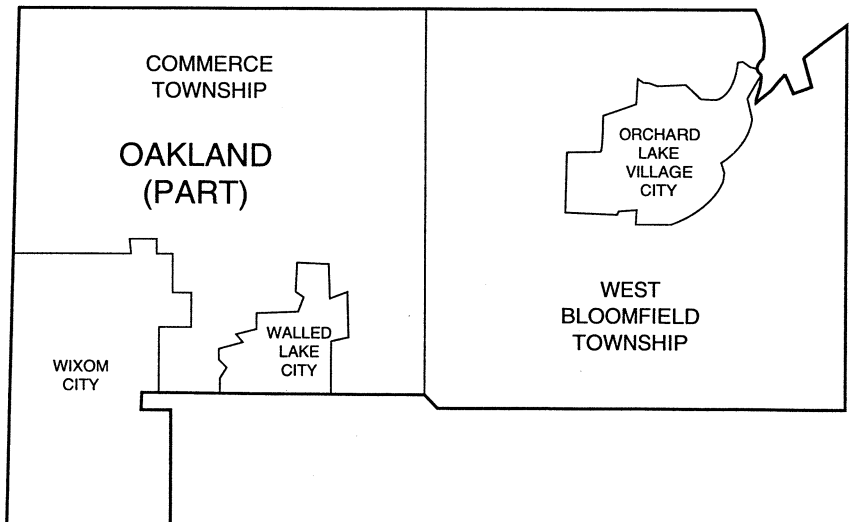 COMMERCE
TOWNSHIP
OAKLAND
(PART)
ORCHARD
LAKE
VILLAGE
CITY
WEST
BLOOMFIELD
TOWNSHIP
WALLED
LAKE
CITY
WIXOM
CITY